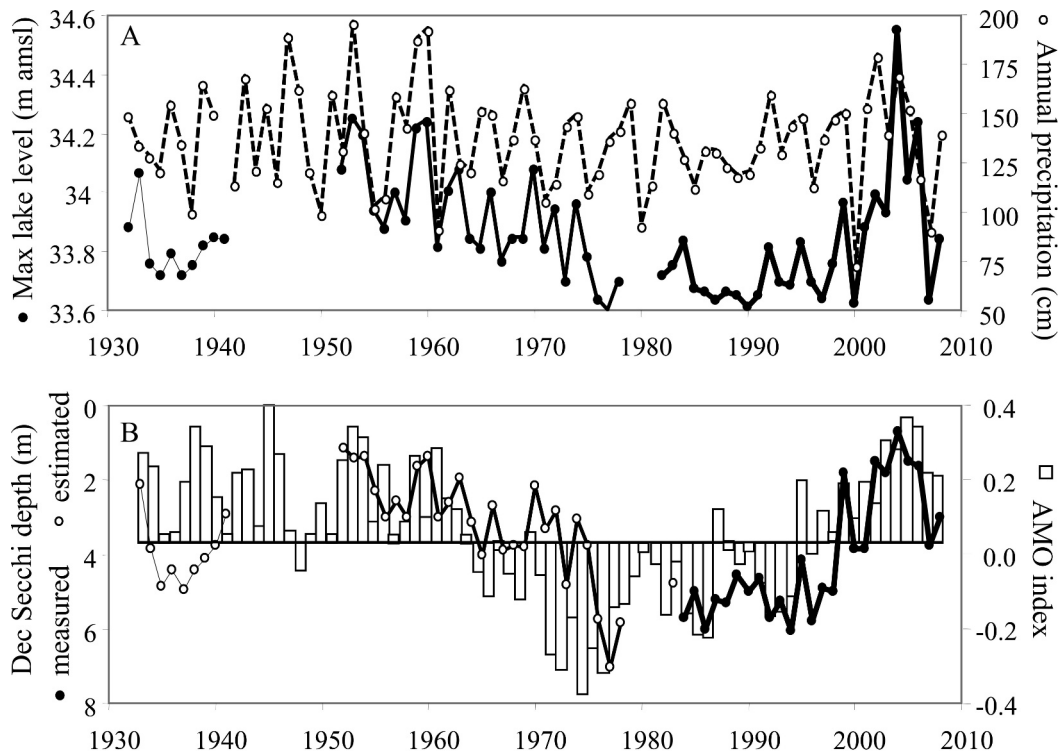 A
● Max lake level (m amsl)
34.6
34.4
34.2
34
33.8
33.6
200
175
150
125
100
75
50
○ Annual precipitation (cm)
1930 1940 1950 1960 1970 1980 1990 2000 2010
B
Dec Secchi depth (m)
● measured ○ estimated
0
2
4
6
8
0.4
0.2
0.0
-0.2
-0.4
□ AMO index
1930 1940 1950 1960 1970 1980 1990 2000 2010